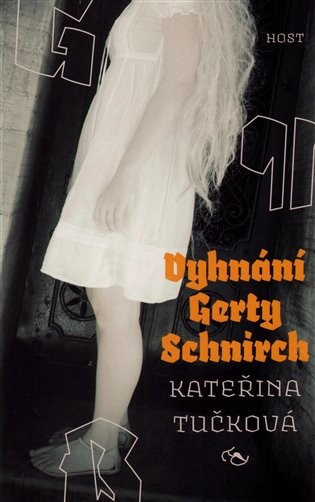 HOST
Vyhnání
Gerty
Schnirch
KATEŘINA
TUČKOVÁ